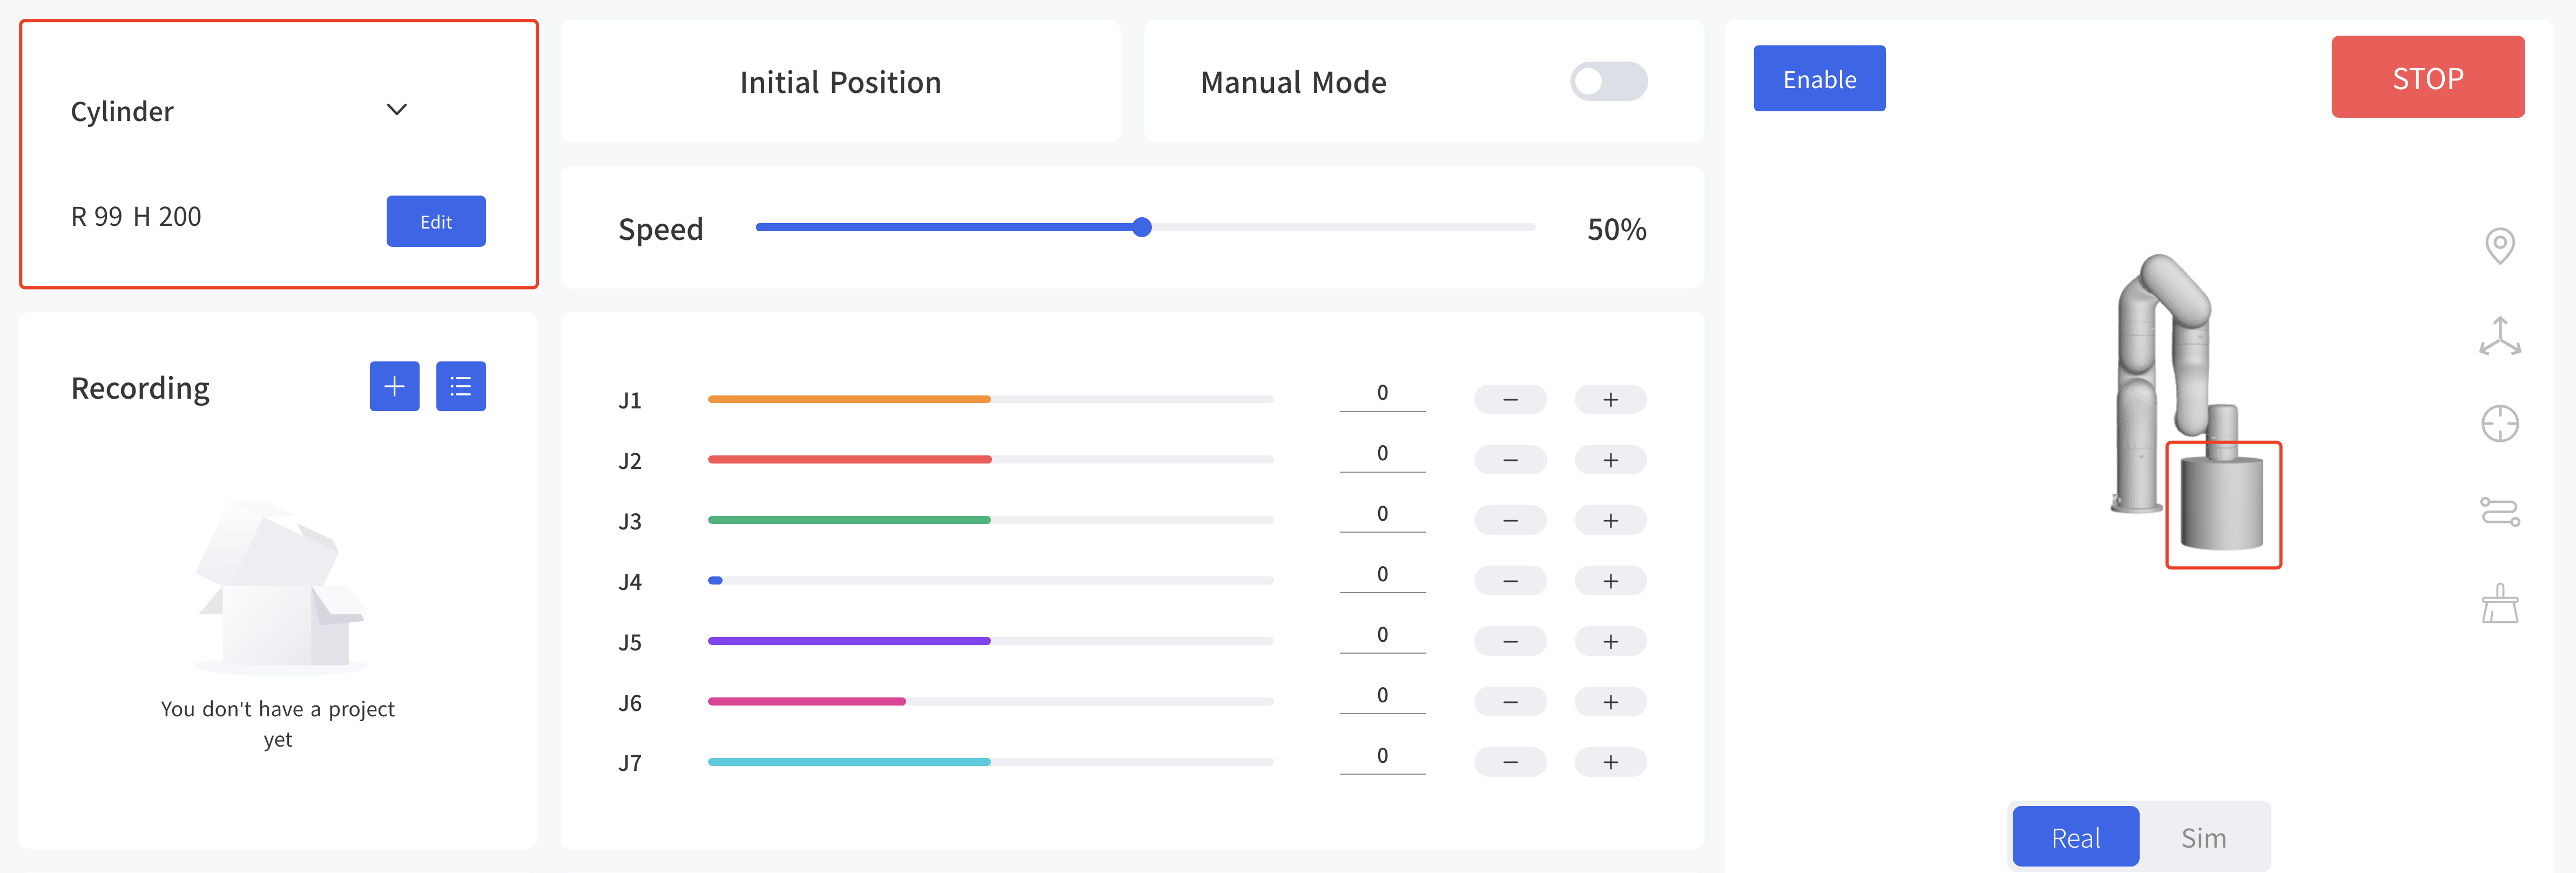 Cylinder
R 99 H 200
Edit
Recording
You don't have a project
yet
Initial Position
Manual Mode
Speed
50%
J1
0
J2
0
J3
0
J4
0
J5
0
J6
0
J7
0
Enable
STOP
Real
Sim